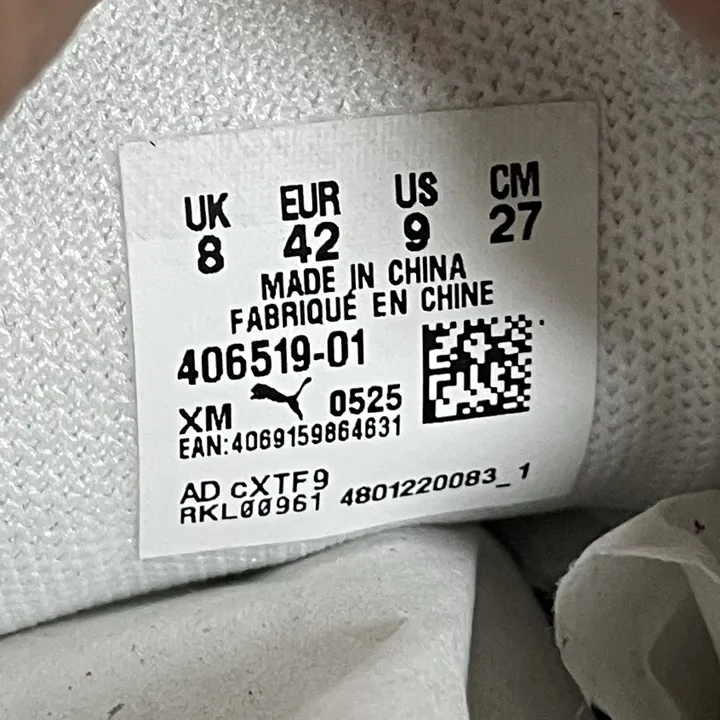 UK EUR US CM
8 42 9 27
MADE IN CHINA
FABRIQUÉ EN CHINE
406519-01
XM 0525
EAN:4069159864631
AD cXTF9
RKL00961 4801220083_1